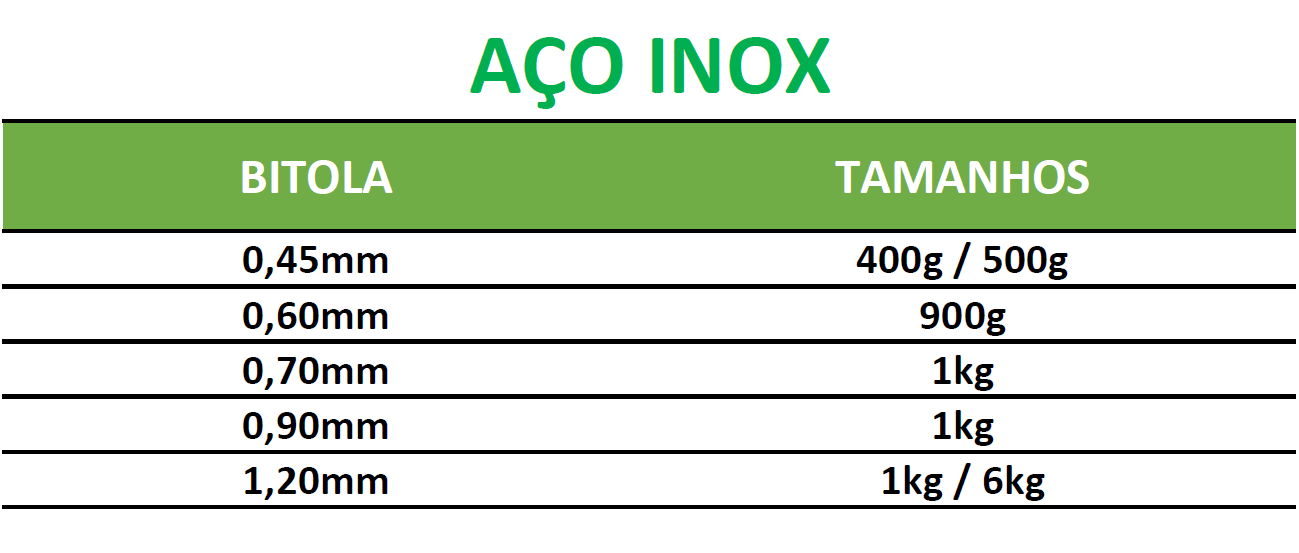 AÇO INOX
BITOLA TAMANHOS
0,45mm 400g / 500g
0,60mm 900g
0,70mm 1kg
0,90mm 1kg
1,20mm 1kg / 6kg